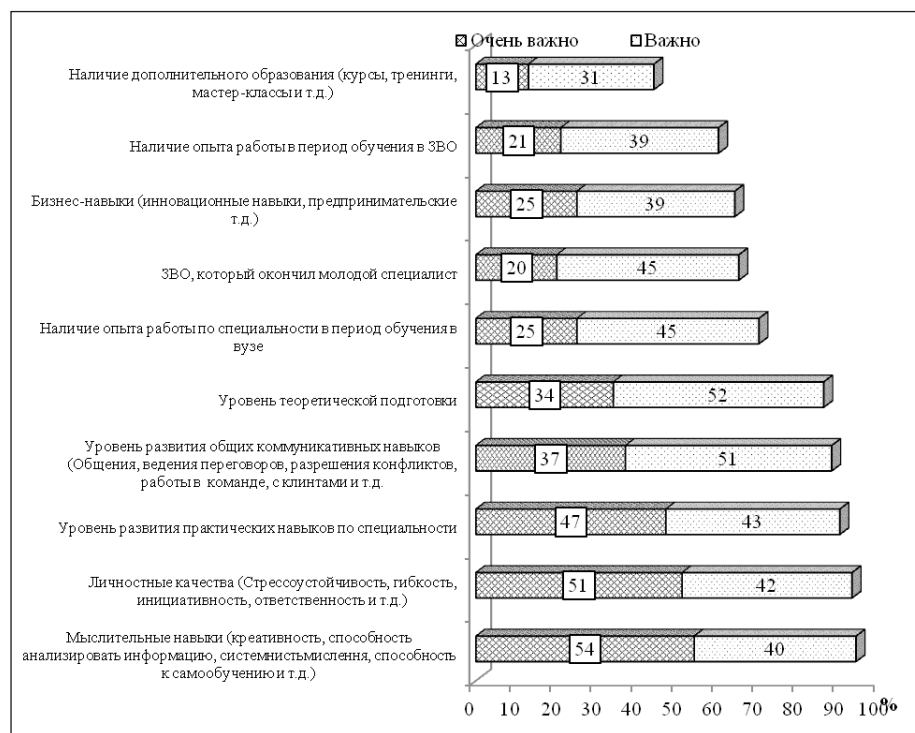 Очень важно Важно
Наличие дополнительного образования (курсы, тренинги,
мастер-классы и т.д.)
13 31
Наличие опыта работы в период обучения в ЗВО
21 39
Бизнес-навыки (инновационные навыки, предпринимательские
т.д.)
25 39
ЗВО, который окончил молодой специалист
20 45
Наличие опыта работы по специальности в период обучения в
вузе
25 45
Уровень теоретической подготовки
34 52
Уровень развития общих коммуникативных навыков
(Общения, ведения переговоров, разрешения конфликтов,
работы в команде, с клинтами и т.д.
37 51
Уровень развития практических навыков по специальности
47 43
Личностные качества (Стрессоустойчивость, гибкость,
инициативность, ответственность и т.д.)
51 42
Мыслительные навыки (креативность, способность
анализировать информацию, системнистьмислення, способность
к самообучению и т.д.)
54 40
0 10 20 30 40 50 60 70 80 90 100%